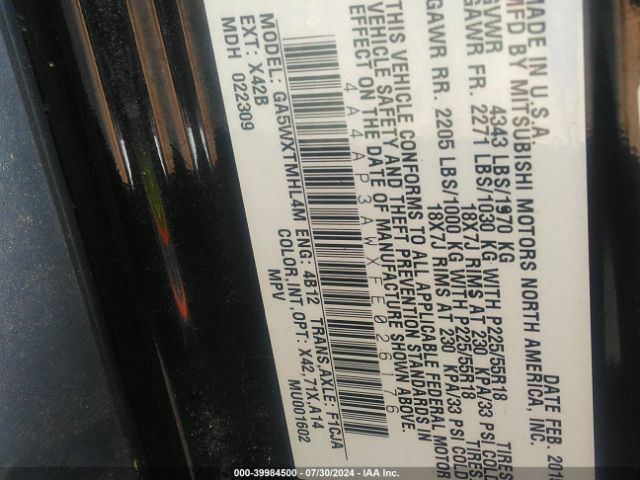 MADE IN U.S.A. DATE FEB.
MFD BY MITSUBISHI MOTORS NORTH AMERICA, INC.
GVWR 4343 LBS/1970 KG
GAWR FR. 2271 LBS/1030 KG WITH P225/55R18 TIRES
18X7J RIMS AT 230 KPA/33 PSI COLD
GAWR RR. 2205 LBS/1000 KG WITH P225/55R18 TIRES
18X7J RIMS AT 230 KPA/33 PSI COLD
THIS VEHICLE CONFORMS TO ALL APPLICABLE FEDERAL MOTOR
VEHICLE SAFETY AND THEFT PREVENTION STANDARDS IN
EFFECT ON THE DATE OF MANUFACTURE SHOWN ABOVE.
4A4AP3AWXFE026176
MODEL: GA5WXTMHL4M ENG: 4B12 TRANS,AXLE: F1CJA
EXT: X42B COLOR,INT,OPT: X42,71X,A14
MDH 022309 MPV MU001602
000-39984500 - 07/30/2024 - IAA Inc.